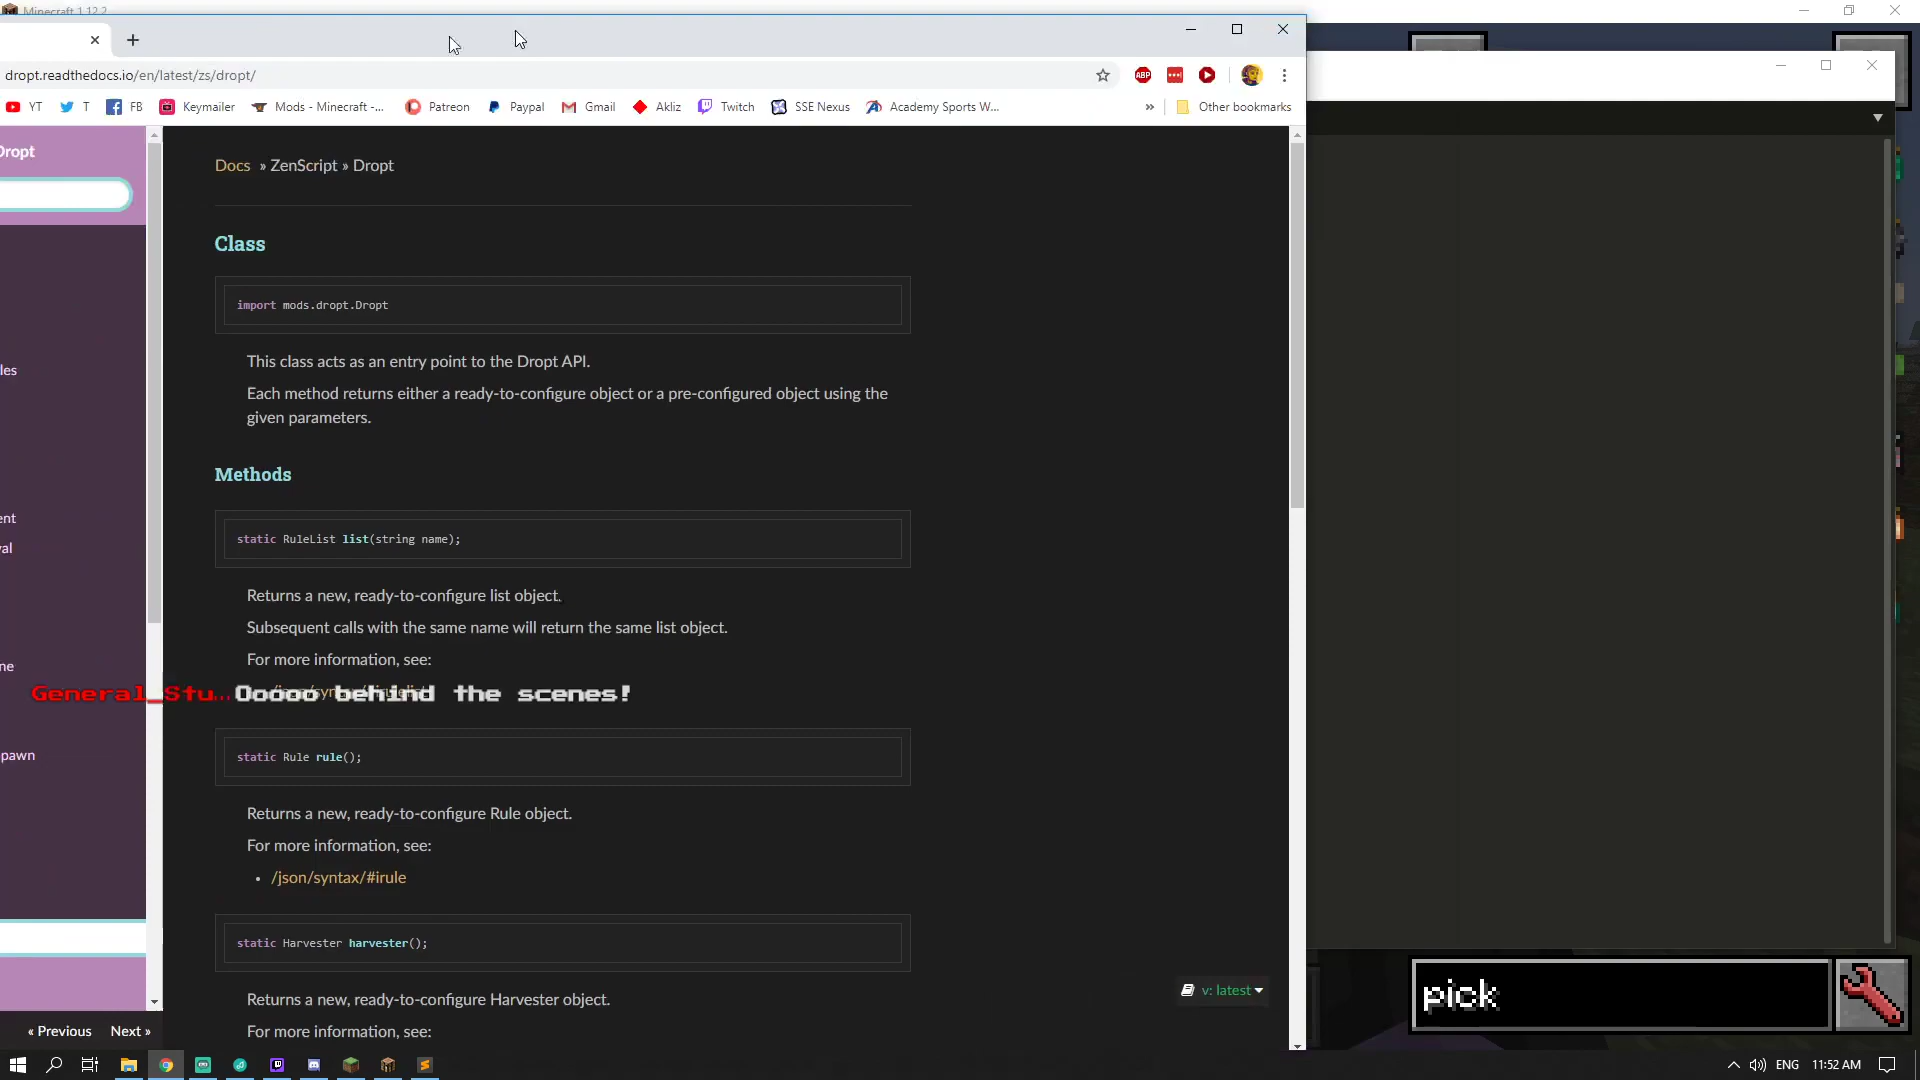 Minecraft 1.12.2
dropt.readthedocs.io/en/latest/zs/dropt/
ABP
YT
T
FB
Keymailer
Mods - Minecraft -...
Patreon
Paypal
Gmail
Akliz
Twitch
SSE Nexus
Academy Sports W...
»
Other bookmarks
Dropt
Docs » ZenScript » Dropt
Class
import mods.dropt.Dropt
This class acts as an entry point to the Dropt API.
Each method returns either a ready-to-configure object or a pre-configured object using the
given parameters.
les
Methods
ent
static RuleList list(string name);
val
Returns a new, ready-to-configure list object.
Subsequent calls with the same name will return the same list object.
For more information, see:
ne
General_Stu... Ooooo behind the scenes!
pawn
static Rule rule();
Returns a new, ready-to-configure Rule object.
For more information, see:
• /json/syntax/#irule
static Harvester harvester();
Returns a new, ready-to-configure Harvester object.
For more information, see:
v: latest
pick
« Previous Next »
ENG 11:52 AM